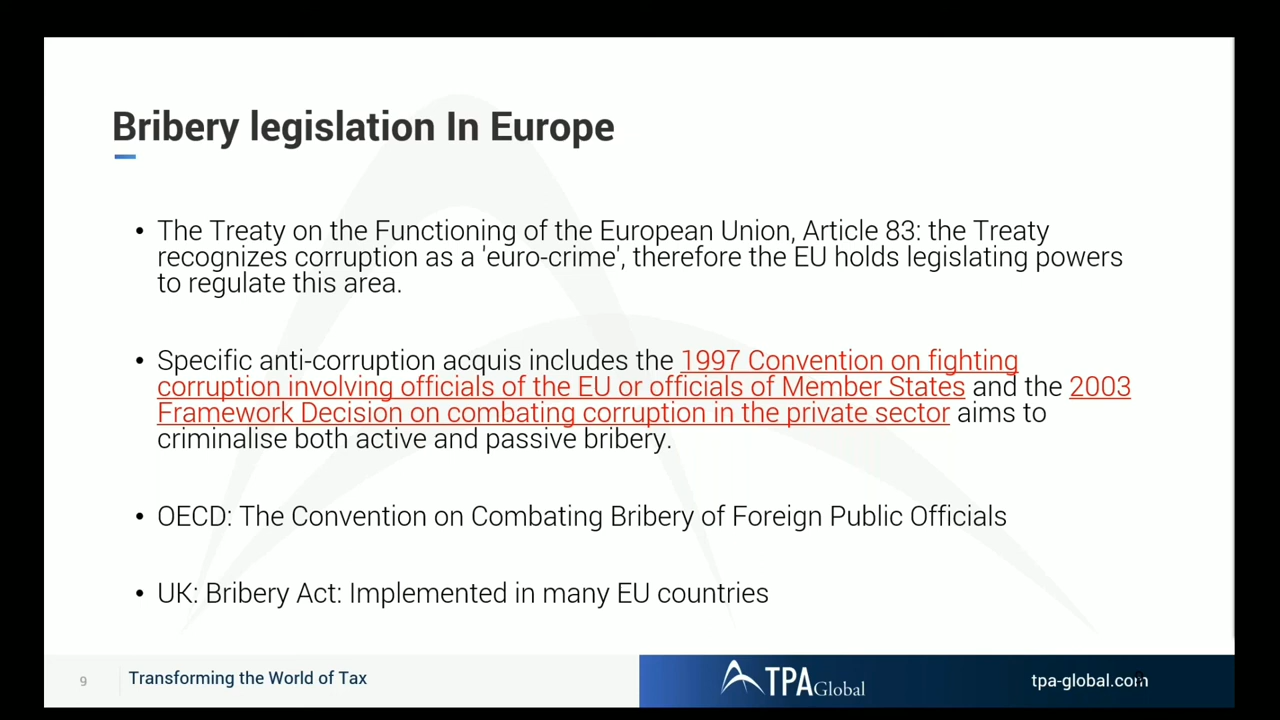 Bribery legislation In Europe
• The Treaty on the Functioning of the European Union, Article 83: the Treaty
recognizes corruption as a 'euro-crime', therefore the EU holds legislating powers
to regulate this area.
• Specific anti-corruption acquis includes the 1997 Convention on fighting
corruption involving officials of the EU or officials of Member States and the 2003
Framework Decision on combating corruption in the private sector aims to
criminalise both active and passive bribery.
• OECD: The Convention on Combating Bribery of Foreign Public Officials
• UK: Bribery Act: Implemented in many EU countries
9
Transforming the World of Tax
TPA Global
tpa-global.com